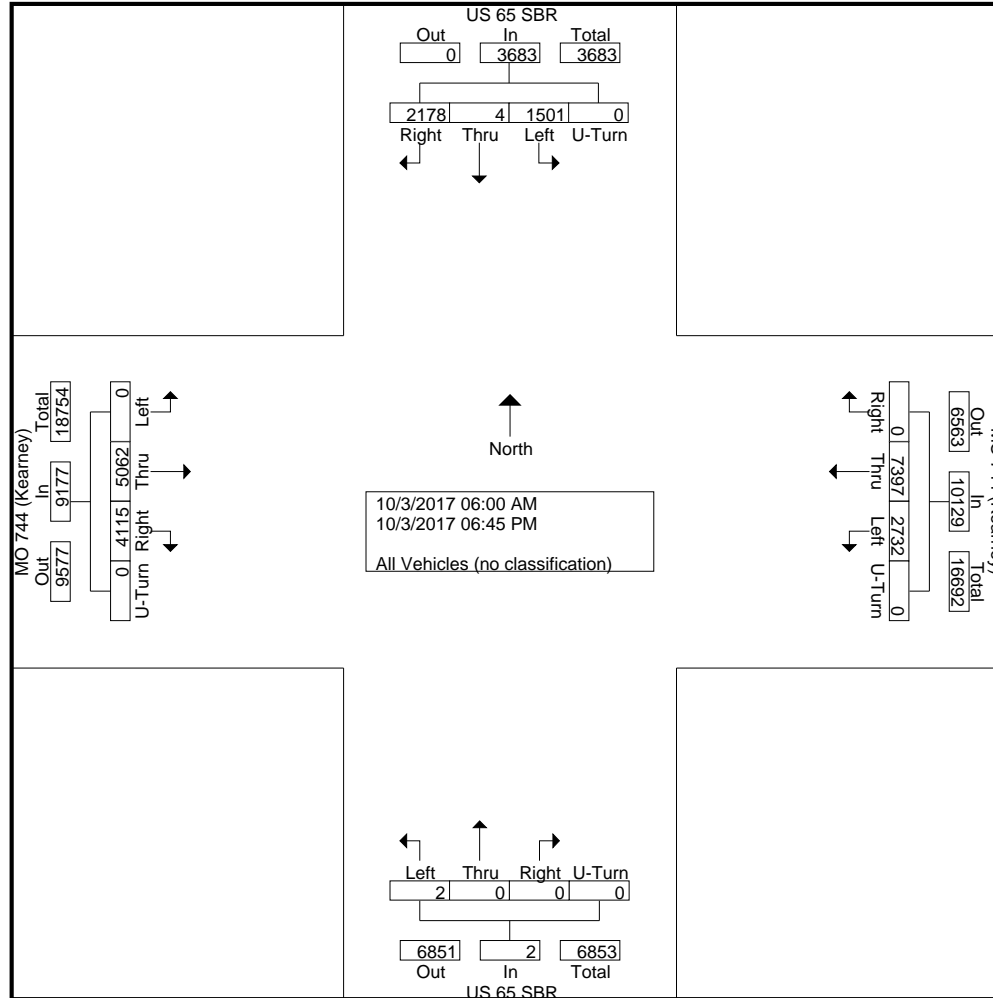 US 65 SBR
Out In Total
0 3683 3683
2178 4 1501 0
Right Thru Left U-Turn
MO 744 (Kearney)
Total In Out
18754 9177 9577
0 5062 4115 0
Left Thru Right U-Turn
North
10/3/2017 06:00 AM
10/3/2017 06:45 PM
All Vehicles (no classification)
Right Thru Left U-Turn
0 7397 2732 0
Out In Total
6563 10129 16692
Left Thru Right U-Turn
2 0 0 0
6851 2 6853
Out In Total
US 65 SBR